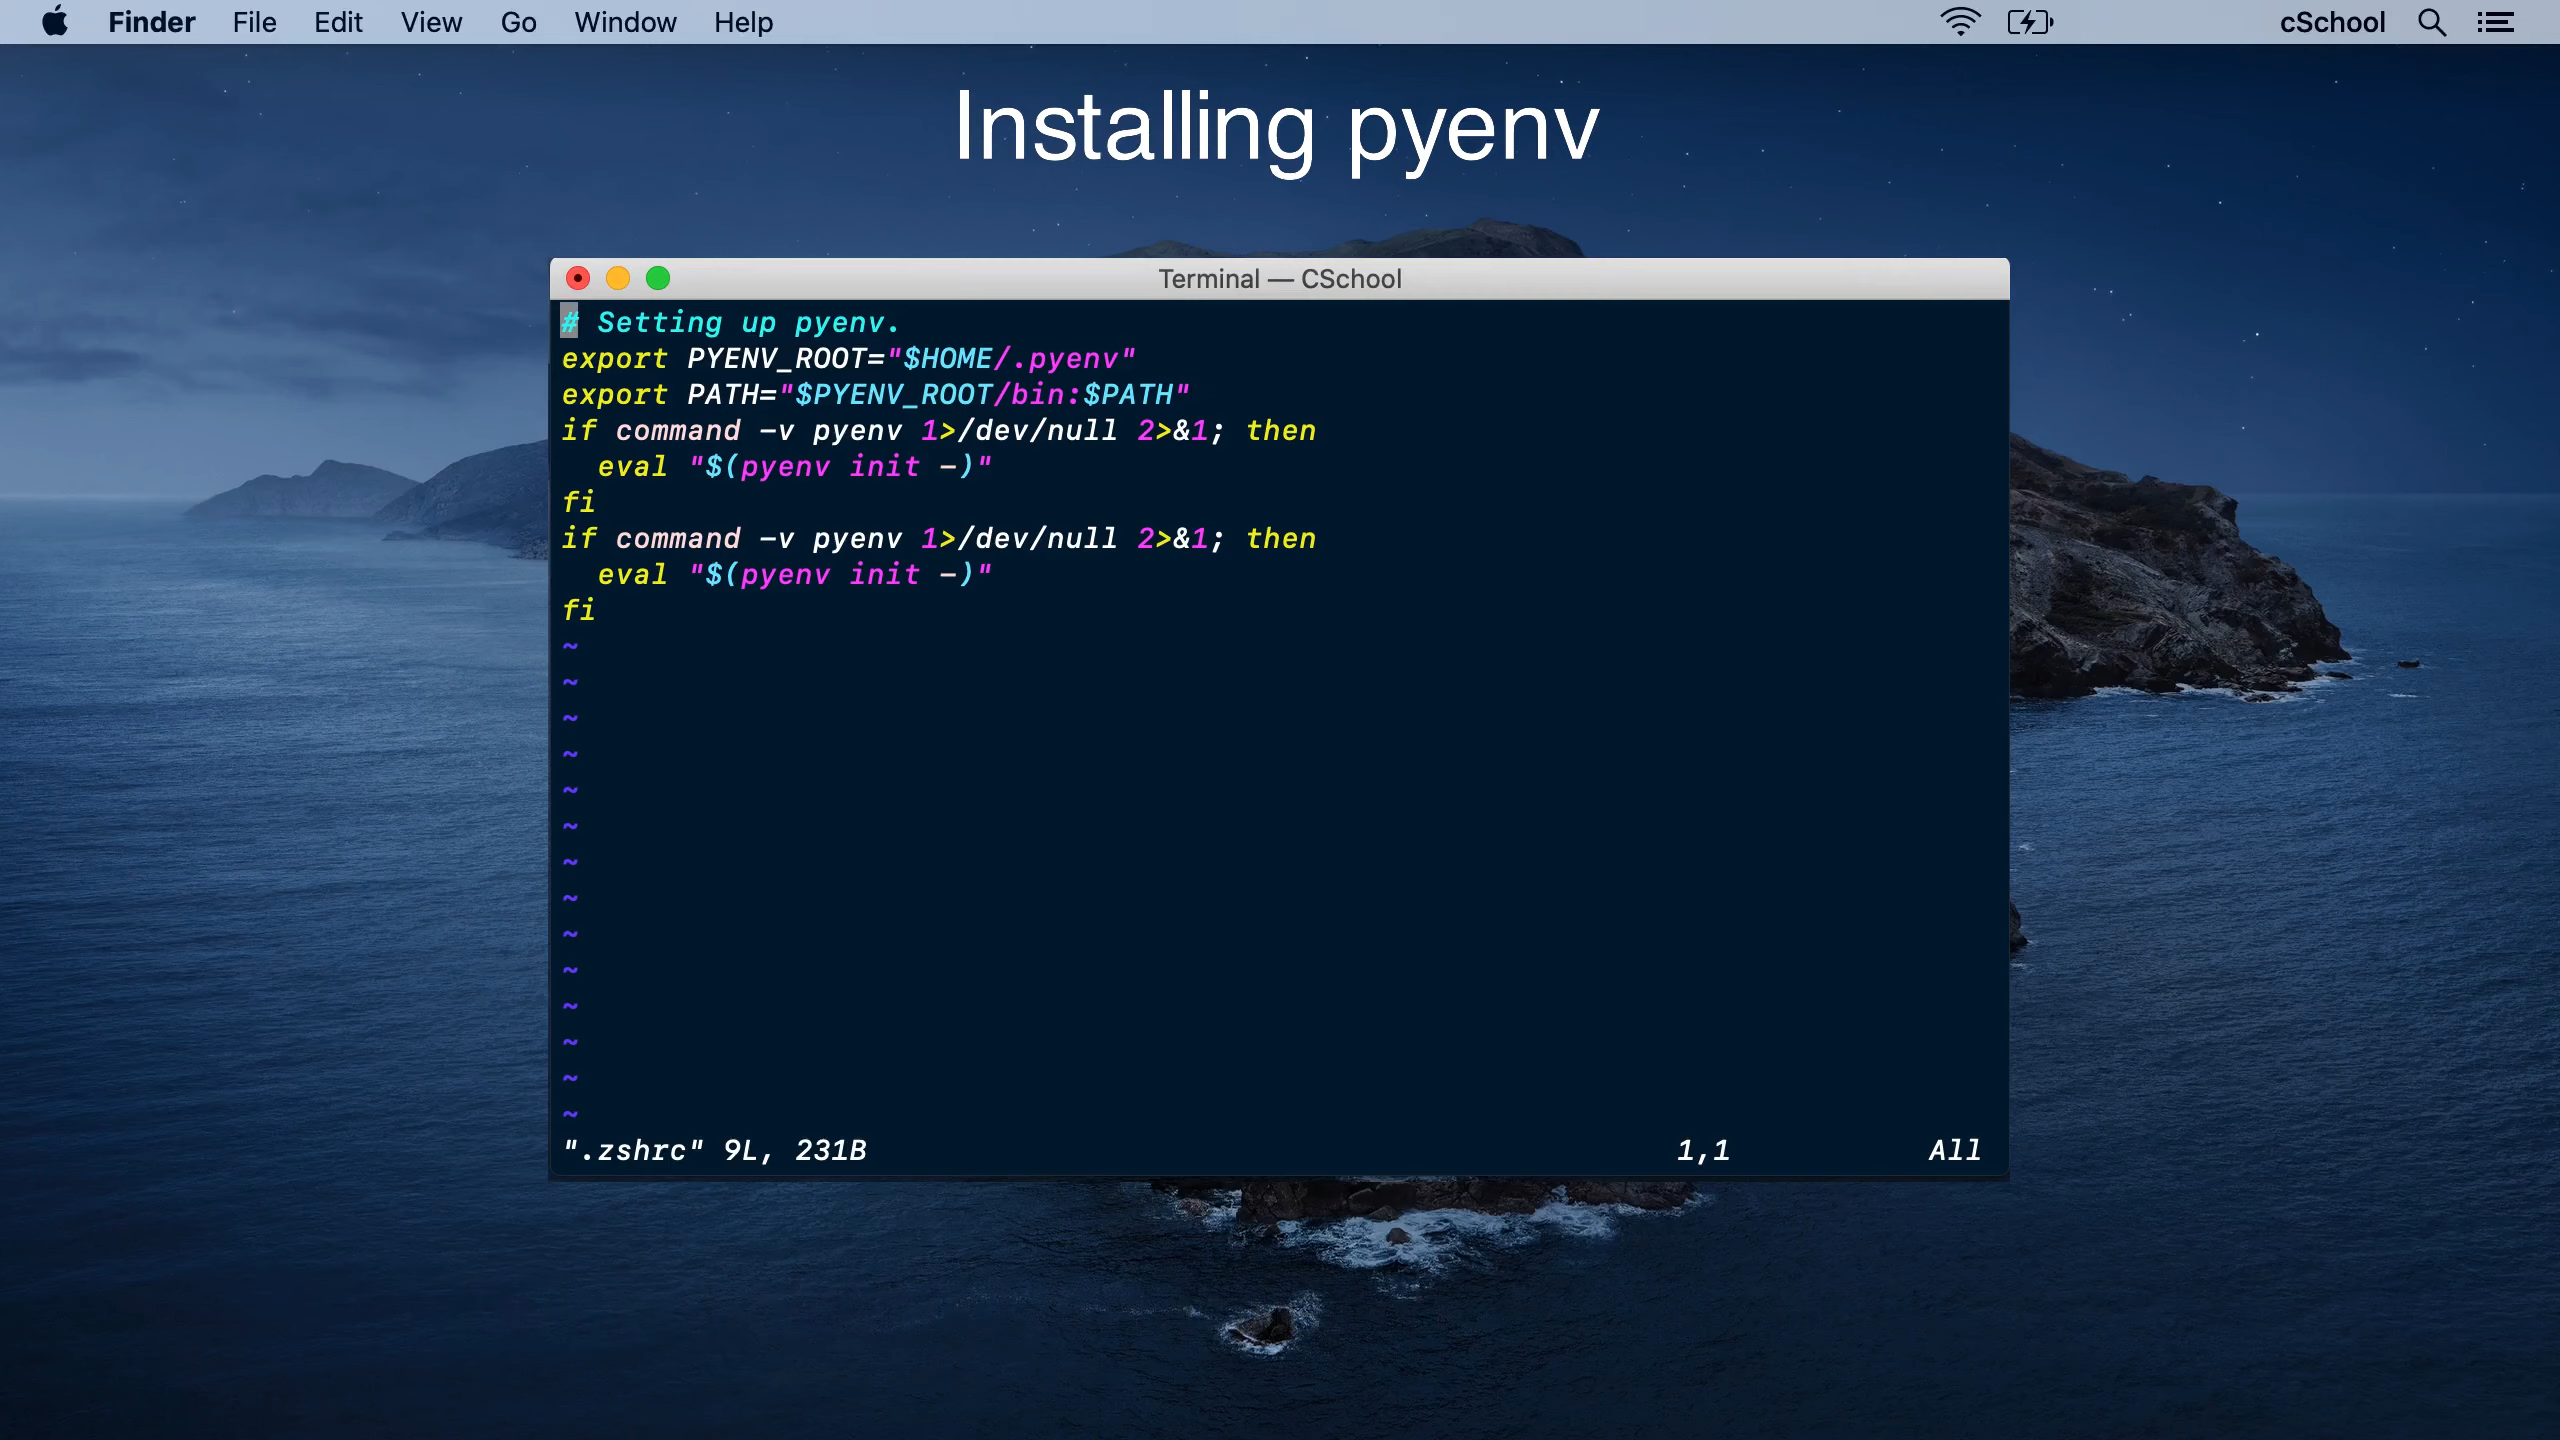 Finder File Edit View Go Window Help cSchool
Installing pyenv
Terminal — CSchool
# Setting up pyenv.
export PYENV_ROOT="$HOME/.pyenv"
export PATH="$PYENV_ROOT/bin:$PATH"
if command -v pyenv 1>/dev/null 2>&1; then
  eval "$(pyenv init -)"
fi
if command -v pyenv 1>/dev/null 2>&1; then
  eval "$(pyenv init -)"
fi
~
~
~
~
~
~
~
~
~
~
~
~
~
~
".zshrc" 9L, 231B 1,1 All